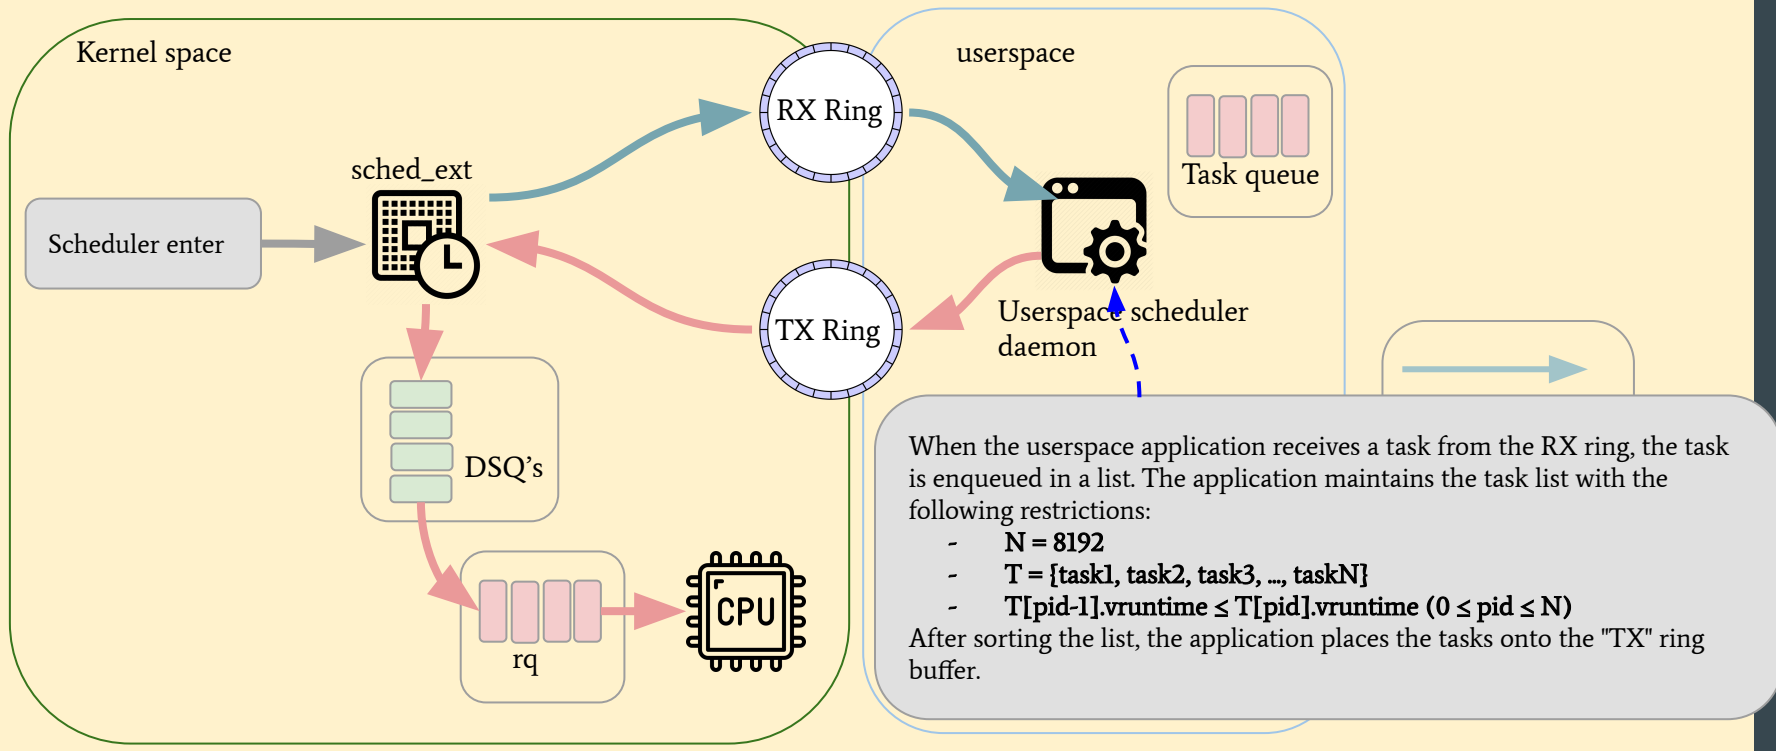 Kernel space
userspace
RX Ring
sched_ext
Task queue
Scheduler enter
Userspace scheduler
daemon
TX Ring
DSQ's
When the userspace application receives a task from the RX ring, the task
is enqueued in a list. The application maintains the task list with the
following restrictions:
- N = 8192
- T = {task1, task2, task3, ..., taskN}
- T[pid-1].vruntime ≤ T[pid].vruntime (0 ≤ pid ≤ N)
After sorting the list, the application places the tasks onto the "TX" ring
buffer.
CPU
rq